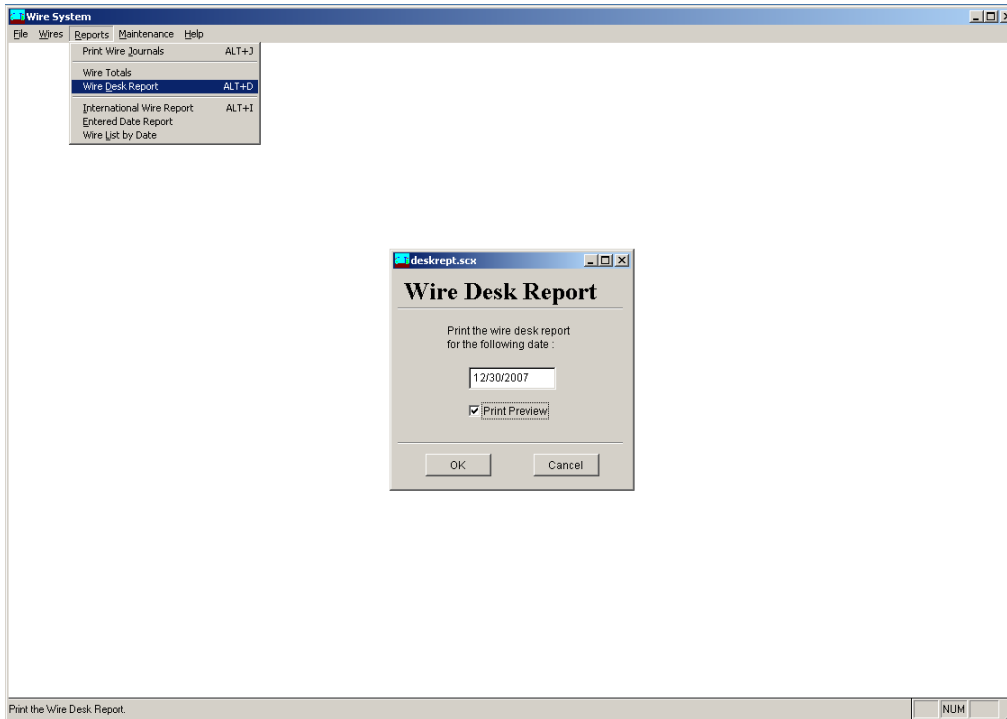 Wire System
File Wires Reports Maintenance Help
Print Wire Journals ALT+J
Wire Totals
Wire Desk Report ALT+D
International Wire Report ALT+I
Entered Date Report
Wire List by Date
deskrept.scx
Wire Desk Report
Print the wire desk report
for the following date :
12/30/2007
Print Preview
OK Cancel
Print the Wire Desk Report. NUM